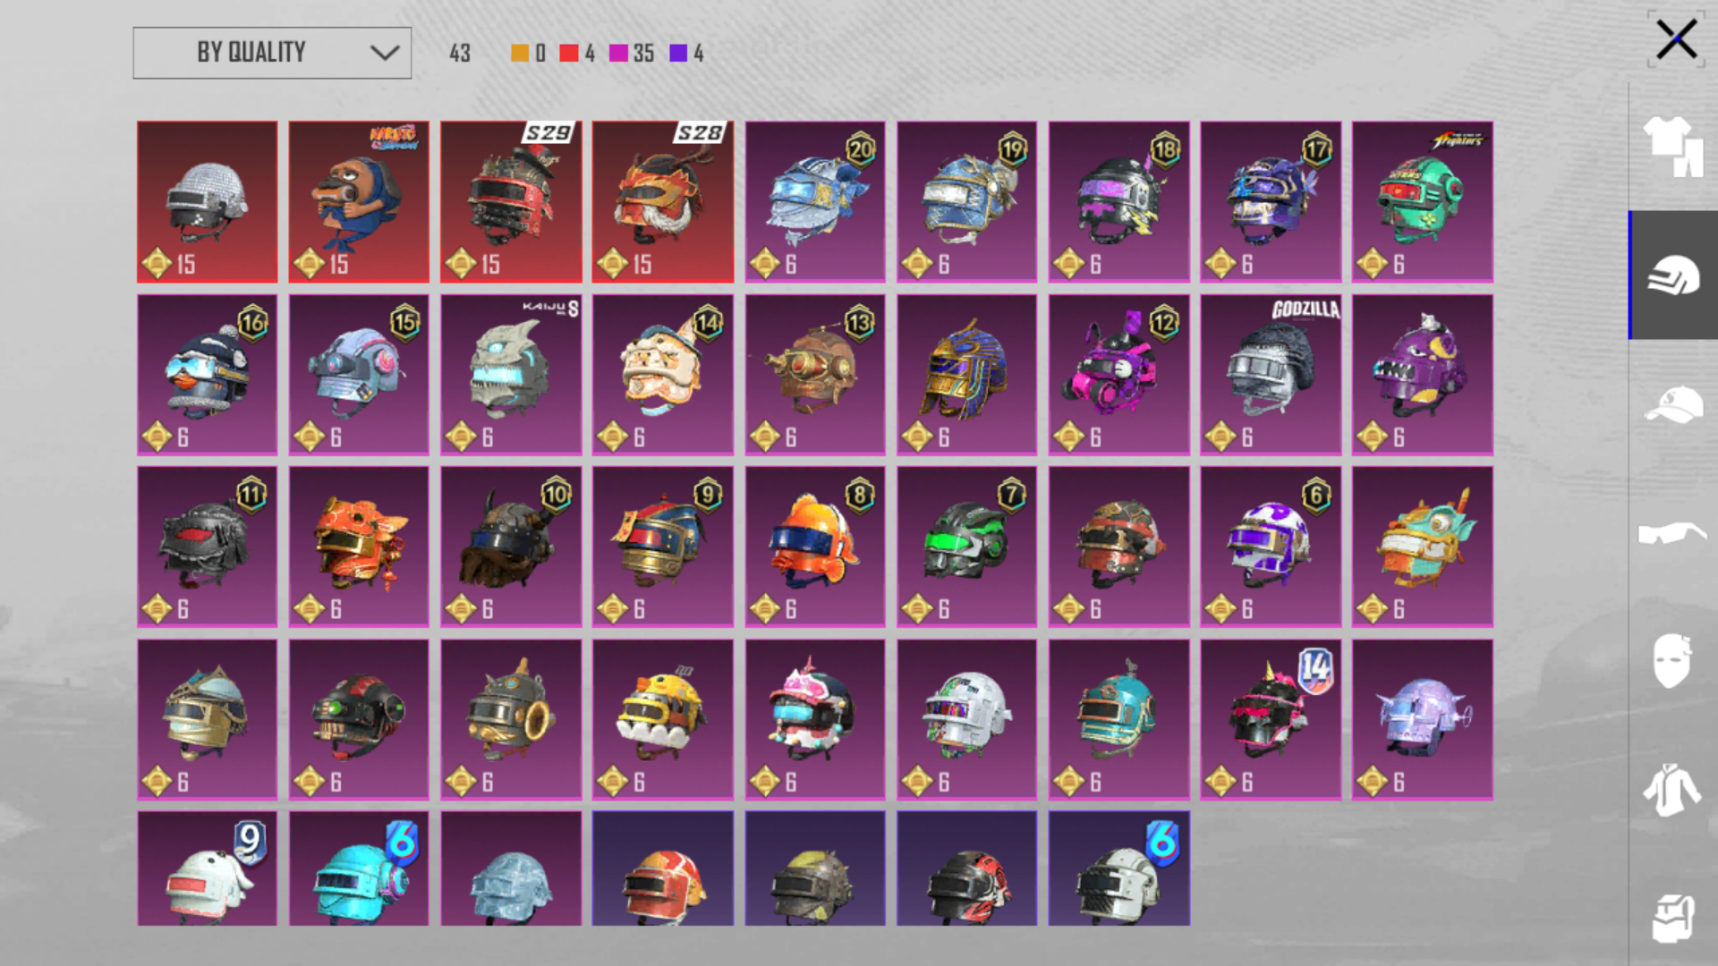 BY QUALITY 43 0 4 35 4
NARUTO S29 S28 20 19 18 17 FIGHTERS
15 15 15 15 6 6 6 6 6
16 15 KAIJU 8 14 13 12 GODZILLA
6 6 6 6 6 6 6 6 6
11 10 9 8 7 6
6 6 6 6 6 6 6 6 6
14
6 6 6 6 6 6 6 6 6
9 6 6